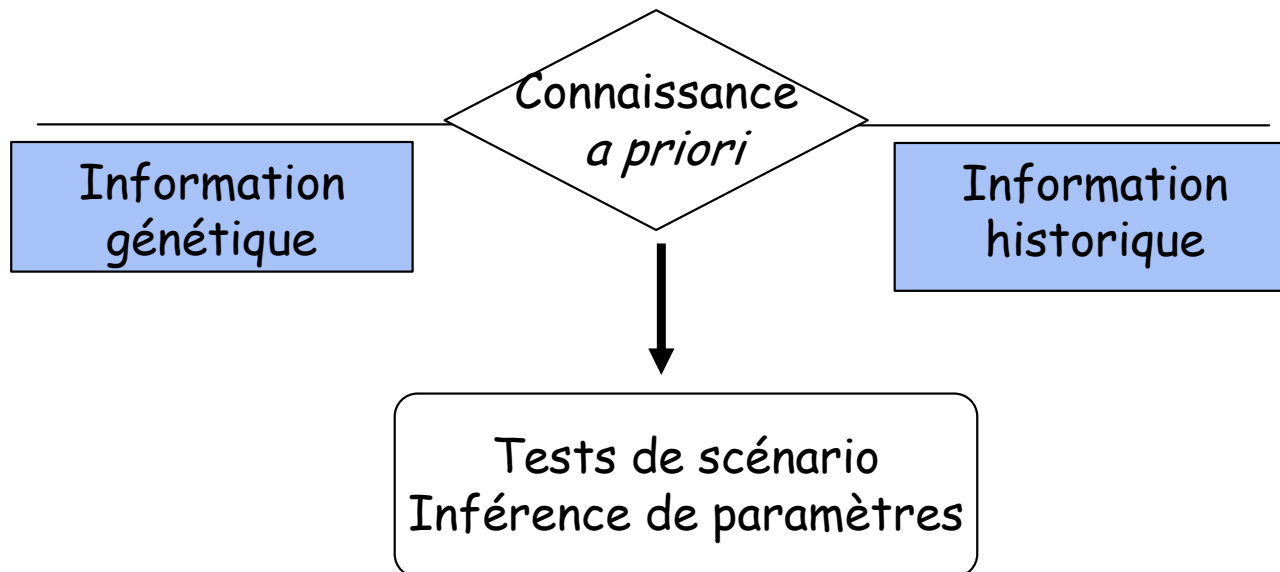 Connaissance
a priori
Information
génétique
Information
historique
Tests de scénario
Inférence de paramètres